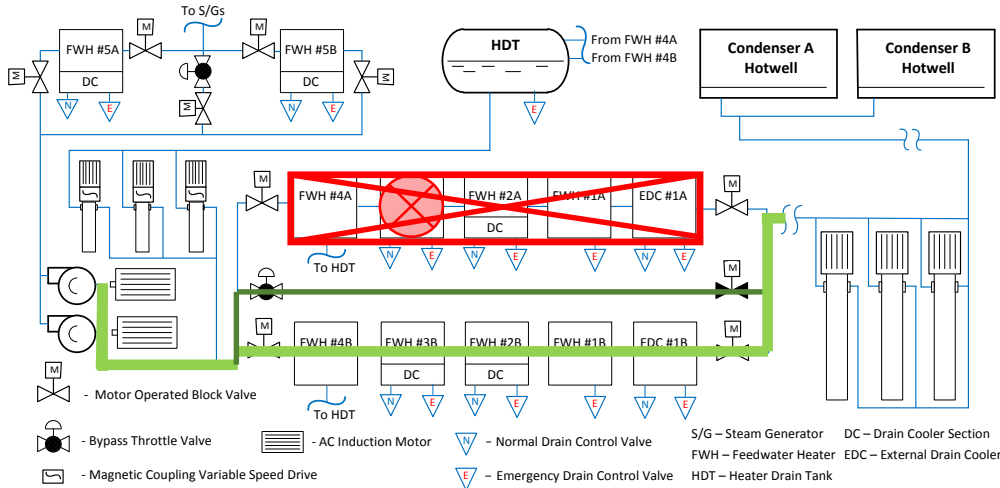 To S/Gs
M
M
FWH #5A
FWH #5B
HDT
From FWH #4A
From FWH #4B
Condenser A
Hotwell
Condenser B
Hotwell
M
M
DC
DC
M
N
E
N
E
E
M
M
FWH #4A
FWH #2A
FWH #1A
EDC #1A
DC
To HDT
N
E
N
E
E
N
E
M
M
M
FWH #4B
FWH #3B
FWH #2B
FWH #1B
EDC #1B
DC
DC
To HDT
N
E
N
E
E
N
E
M
- Motor Operated Block Valve
- Bypass Throttle Valve
- AC Induction Motor
N
– Normal Drain Control Valve
- Magnetic Coupling Variable Speed Drive
E
– Emergency Drain Control Valve
S/G – Steam Generator
DC – Drain Cooler Section
FWH – Feedwater Heater
EDC – External Drain Cooler
HDT – Heater Drain Tank